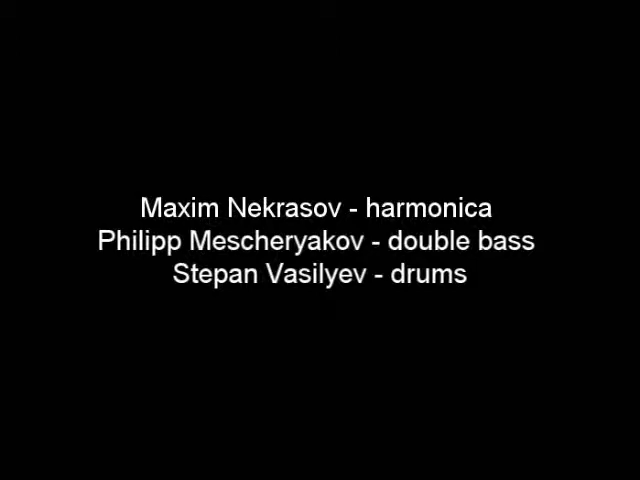 Maxim Nekrasov - harmonica
Philipp Mescheryakov - double bass
Stepan Vasilyev - drums